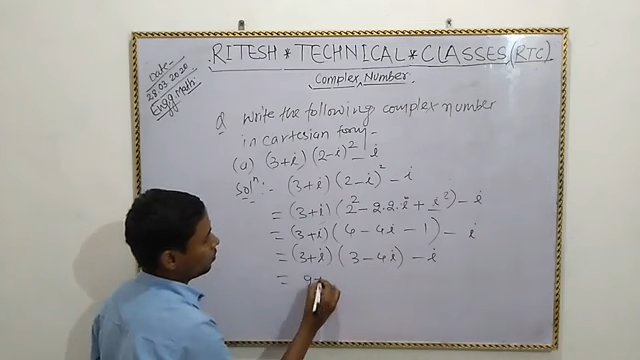 RITESH * TECHNICAL * CLASSES, (RTC).
Complex Number
Date-
28.03.2020
Engg. Math
Q Write the following complex number
in cartesian form-
(a) (3+i)(2-i)² - i
Solⁿ:- (3+i)(2-i)² - i
= (3+i)(2² - 2.2.i + i²) - i
= (3+i)(4 - 4i - 1) - i
= (3+i)(3-4i) - i
= 9